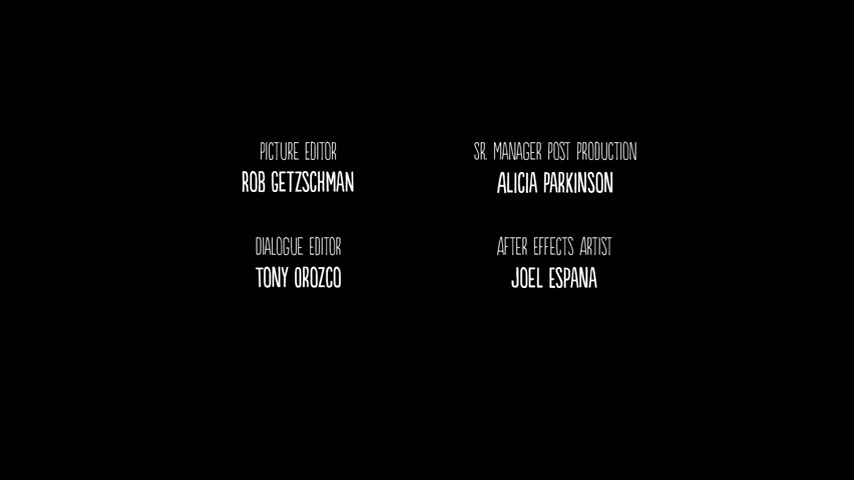 PICTURE EDITOR
ROB GETZSCHMAN
SR. MANAGER POST PRODUCTION
ALICIA PARKINSON
DIALOGUE EDITOR
TONY OROZCO
AFTER EFFECTS ARTIST
JOEL ESPANA